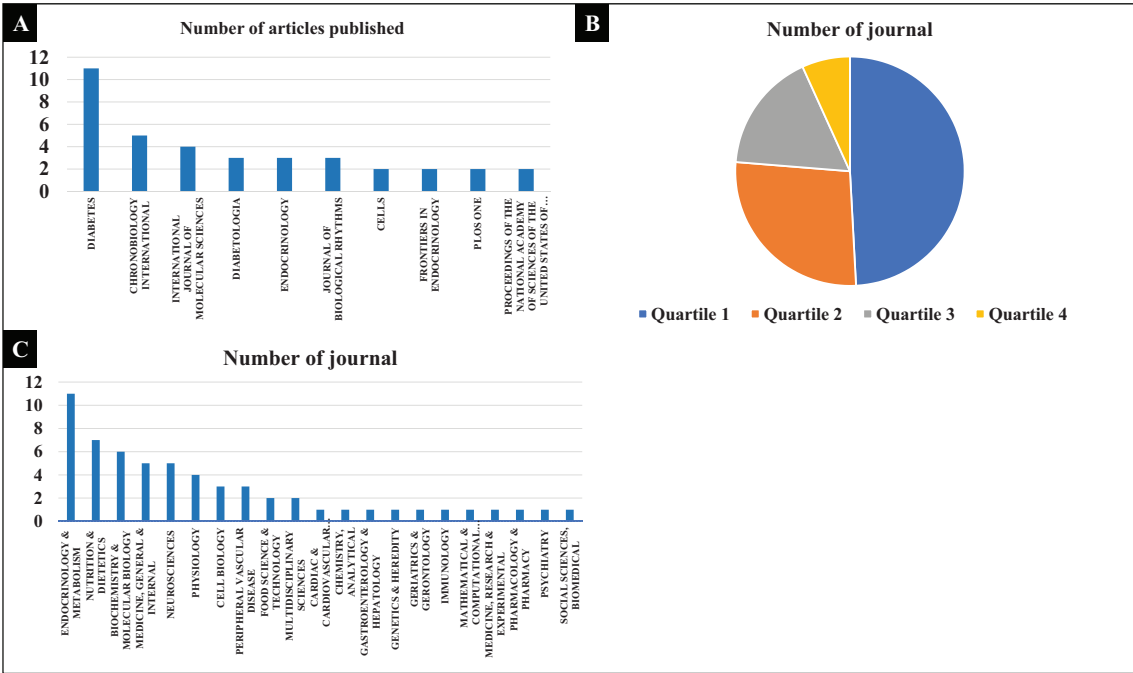 A
Number of articles published
12
10
8
6
4
2
0
DIABETES
CHRONOBIOLOGY
INTERNATIONAL
INTERNATIONAL
JOURNAL OF
MOLECULAR SCIENCES
DIABETOLOGIA
ENDOCRINOLOGY
JOURNAL OF
BIOLOGICAL RHYTHMS
CELLS
FRONTIERS IN
ENDOCRINOLOGY
PLOS ONE
PROCEEDINGS OF THE
NATIONAL ACADEMY
OF SCIENCES OF THE
UNITED STATES OF…
B
Number of journal
Quartile 1 Quartile 2 Quartile 3 Quartile 4
C
Number of journal
12
10
8
6
4
2
0
ENDOCRINOLOGY &
METABOLISM
NUTRITION &
DIETETICS
BIOCHEMISTRY &
MOLECULAR BIOLOGY
MEDICINE, GENERAL &
INTERNAL
NEUROSCIENCES
PHYSIOLOGY
CELL BIOLOGY
PERIPHERAL VASCULAR
DISEASE
FOOD SCIENCE &
TECHNOLOGY
MULTIDISCIPLINARY
SCIENCES
CARDIAC &
CARDIOVASCULAR…
CHEMISTRY,
ANALYTICAL
GASTROENTEROLOGY &
HEPATOLOGY
GENETICS & HEREDITY
GERIATRICS &
GERONTOLOGY
IMMUNOLOGY
MATHEMATICAL &
COMPUTATIONAL…
MEDICINE, RESEARCH &
EXPERIMENTAL
PHARMACOLOGY &
PHARMACY
PSYCHIATRY
SOCIAL SCIENCES,
BIOMEDICAL